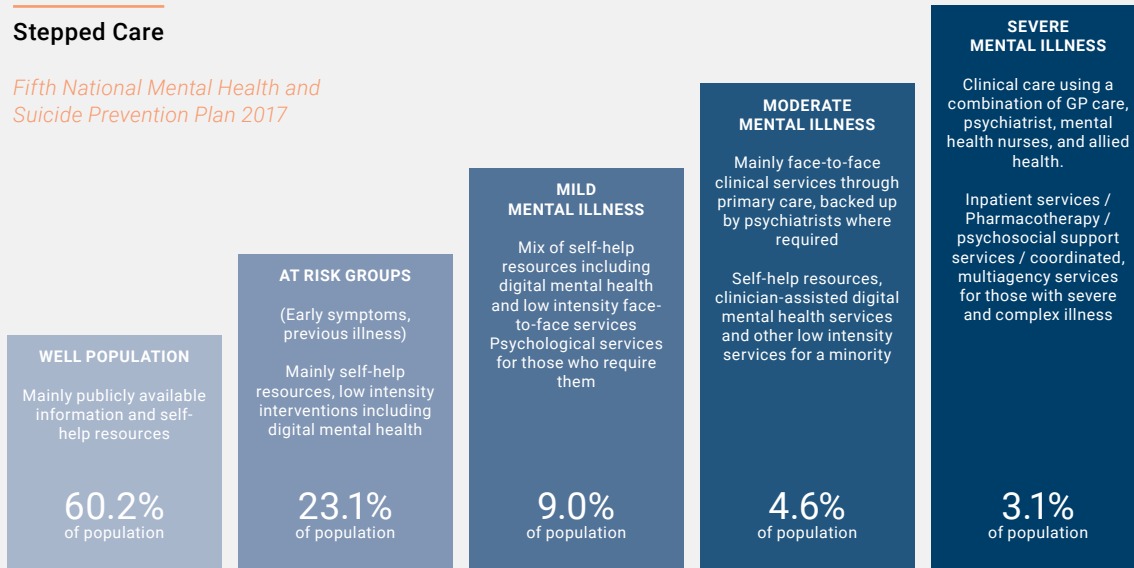 Stepped Care
Fifth National Mental Health and
Suicide Prevention Plan 2017
WELL POPULATION
Mainly publicly available
information and self-
help resources
60.2%
of population
AT RISK GROUPS
(Early symptoms,
previous illness)
Mainly self-help
resources, low intensity
interventions including
digital mental health
23.1%
of population
MILD
MENTAL ILLNESS
Mix of self-help
resources including
digital mental health
and low intensity face-
to-face services
Psychological services
for those who require
them
9.0%
of population
MODERATE
MENTAL ILLNESS
Mainly face-to-face
clinical services through
primary care, backed up
by psychiatrists where
required
Self-help resources,
clinician-assisted digital
mental health services
and other low intensity
services for a minority
4.6%
of population
SEVERE
MENTAL ILLNESS
Clinical care using a
combination of GP care,
psychiatrist, mental
health nurses, and allied
health.
Inpatient services /
Pharmacotherapy /
psychosocial support
services / coordinated,
multiagency services
for those with severe
and complex illness
3.1%
of population